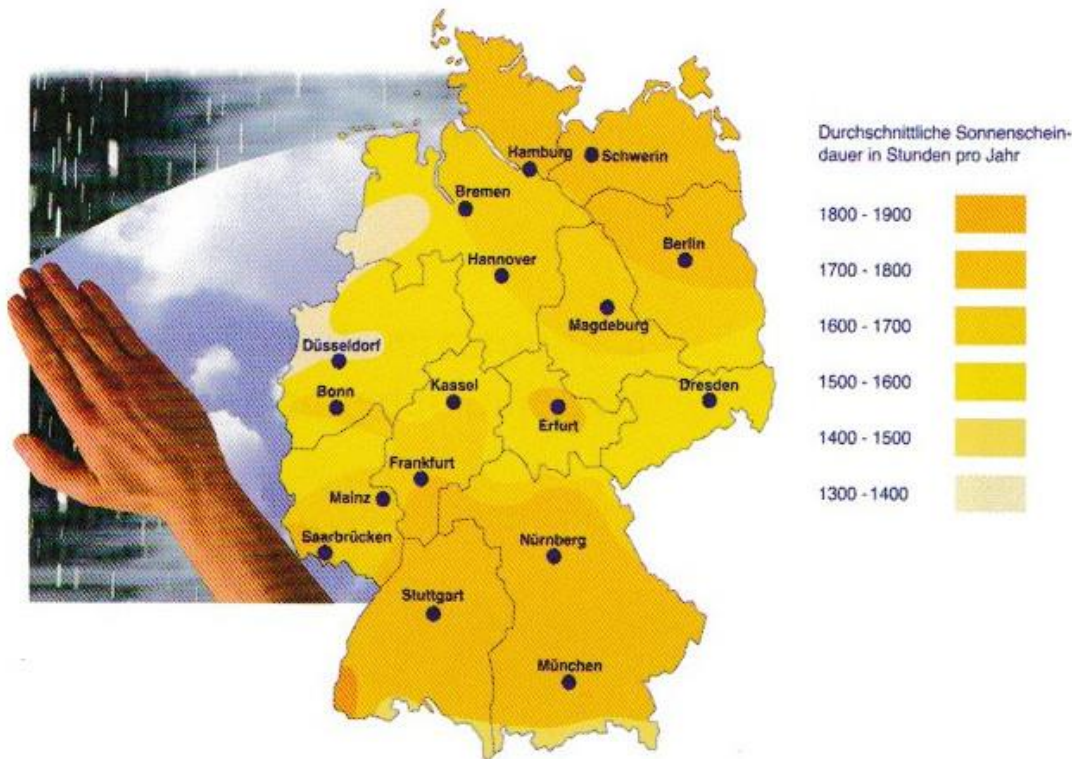 Durchschnittliche Sonnenschein-
dauer in Stunden pro Jahr
1800 - 1900
1700 - 1800
1600 - 1700
1500 - 1600
1400 - 1500
1300 - 1400
Hamburg
Schwerin
Bremen
Berlin
Hannover
Magdeburg
Düsseldorf
Kassel
Dresden
Bonn
Erfurt
Frankfurt
Mainz
Saarbrücken
Nürnberg
Stuttgart
München